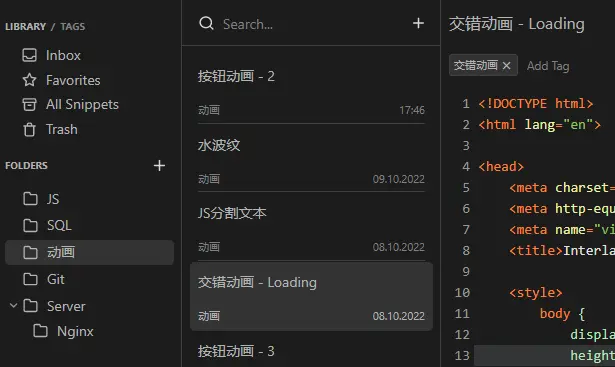 LIBRARY / TAGS
Inbox
Favorites
All Snippets
Trash
FOLDERS
JS
SQL
动画
Git
Server
Nginx
Search...
按钮动画 - 2
动画 17:46
水波纹
动画 09.10.2022
JS分割文本
动画 08.10.2022
交错动画 - Loading
动画 08.10.2022
按钮动画 - 3
交错动画 - Loading
交错动画 Add Tag
1 <!DOCTYPE html>
2 <html lang="en">
3
4 <head>
5 <meta charset=
6 <meta http-equ
7 <meta name="vi
8 <title>Interla
9
10 <style>
11 body {
12 displa
13 height